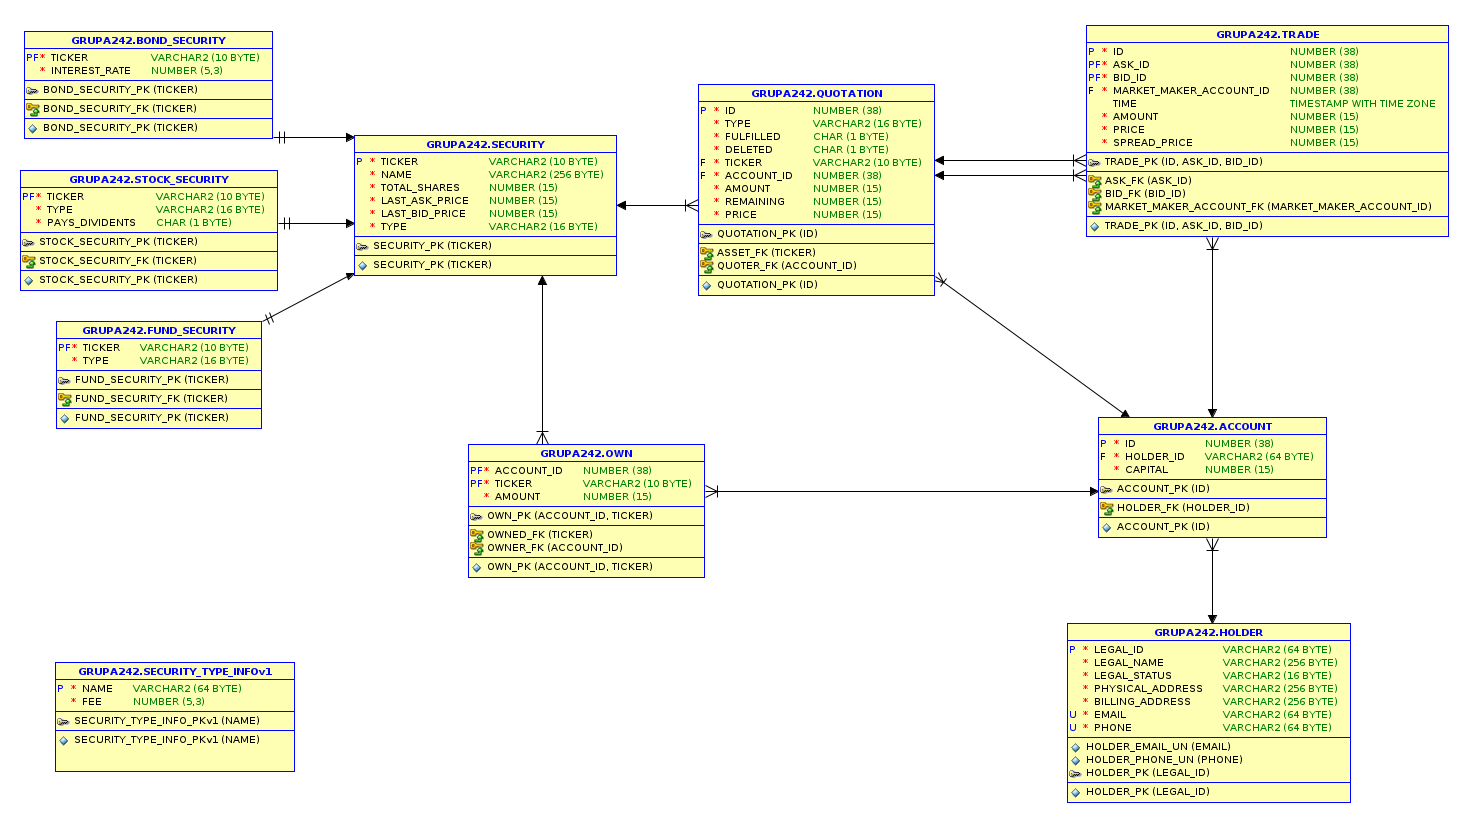 GRUPA242.BOND_SECURITY
PF* TICKER VARCHAR2 (10 BYTE)
* INTEREST_RATE NUMBER (5,3)
BOND_SECURITY_PK (TICKER)
BOND_SECURITY_FK (TICKER)
BOND_SECURITY_PK (TICKER)
GRUPA242.STOCK_SECURITY
PF* TICKER VARCHAR2 (10 BYTE)
* TYPE VARCHAR2 (16 BYTE)
* PAYS_DIVIDENTS CHAR (1 BYTE)
STOCK_SECURITY_PK (TICKER)
STOCK_SECURITY_FK (TICKER)
STOCK_SECURITY_PK (TICKER)
GRUPA242.FUND_SECURITY
PF* TICKER VARCHAR2 (10 BYTE)
* TYPE VARCHAR2 (16 BYTE)
FUND_SECURITY_PK (TICKER)
FUND_SECURITY_FK (TICKER)
FUND_SECURITY_PK (TICKER)
GRUPA242.SECURITY
P * TICKER VARCHAR2 (10 BYTE)
* NAME VARCHAR2 (256 BYTE)
* TOTAL_SHARES NUMBER (15)
* LAST_ASK_PRICE NUMBER (15)
* LAST_BID_PRICE NUMBER (15)
* TYPE VARCHAR2 (16 BYTE)
SECURITY_PK (TICKER)
SECURITY_PK (TICKER)
GRUPA242.QUOTATION
P * ID NUMBER (38)
* TYPE VARCHAR2 (16 BYTE)
* FULFILLED CHAR (1 BYTE)
* DELETED CHAR (1 BYTE)
F * TICKER VARCHAR2 (10 BYTE)
F * ACCOUNT_ID NUMBER (38)
* AMOUNT NUMBER (15)
* REMAINING NUMBER (15)
* PRICE NUMBER (15)
QUOTATION_PK (ID)
ASSET_FK (TICKER)
QUOTER_FK (ACCOUNT_ID)
QUOTATION_PK (ID)
GRUPA242.TRADE
P * ID NUMBER (38)
PF* ASK_ID NUMBER (38)
PF* BID_ID NUMBER (38)
F * MARKET_MAKER_ACCOUNT_ID NUMBER (38)
TIME TIMESTAMP WITH TIME ZONE
* AMOUNT NUMBER (15)
* PRICE NUMBER (15)
* SPREAD_PRICE NUMBER (15)
TRADE_PK (ID, ASK_ID, BID_ID)
ASK_FK (ASK_ID)
BID_FK (BID_ID)
MARKET_MAKER_ACCOUNT_FK (MARKET_MAKER_ACCOUNT_ID)
TRADE_PK (ID, ASK_ID, BID_ID)
GRUPA242.OWN
PF* ACCOUNT_ID NUMBER (38)
PF* TICKER VARCHAR2 (10 BYTE)
* AMOUNT NUMBER (15)
OWN_PK (ACCOUNT_ID, TICKER)
OWNED_FK (TICKER)
OWNER_FK (ACCOUNT_ID)
OWN_PK (ACCOUNT_ID, TICKER)
GRUPA242.ACCOUNT
P * ID NUMBER (38)
F * HOLDER_ID VARCHAR2 (64 BYTE)
* CAPITAL NUMBER (15)
ACCOUNT_PK (ID)
HOLDER_FK (HOLDER_ID)
ACCOUNT_PK (ID)
GRUPA242.SECURITY_TYPE_INFOv1
P * NAME VARCHAR2 (64 BYTE)
* FEE NUMBER (5,3)
SECURITY_TYPE_INFO_PKv1 (NAME)
SECURITY_TYPE_INFO_PKv1 (NAME)
GRUPA242.HOLDER
P * LEGAL_ID VARCHAR2 (64 BYTE)
* LEGAL_NAME VARCHAR2 (256 BYTE)
* LEGAL_STATUS VARCHAR2 (16 BYTE)
* PHYSICAL_ADDRESS VARCHAR2 (256 BYTE)
* BILLING_ADDRESS VARCHAR2 (256 BYTE)
U * EMAIL VARCHAR2 (64 BYTE)
U * PHONE VARCHAR2 (64 BYTE)
HOLDER_EMAIL_UN (EMAIL)
HOLDER_PHONE_UN (PHONE)
HOLDER_PK (LEGAL_ID)
HOLDER_PK (LEGAL_ID)